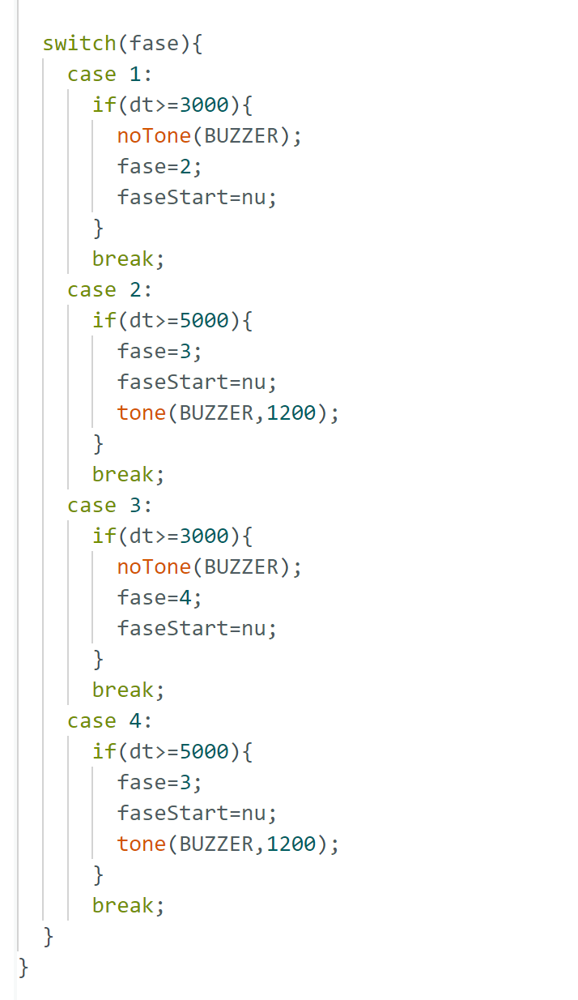 switch(fase){
case 1:
if(dt>=3000){
noTone(BUZZER);
fase=2;
faseStart=nu;
}
break;
case 2:
if(dt>=5000){
fase=3;
faseStart=nu;
tone(BUZZER,1200);
}
break;
case 3:
if(dt>=3000){
noTone(BUZZER);
fase=4;
faseStart=nu;
}
break;
case 4:
if(dt>=5000){
fase=3;
faseStart=nu;
tone(BUZZER,1200);
}
break;
}
}